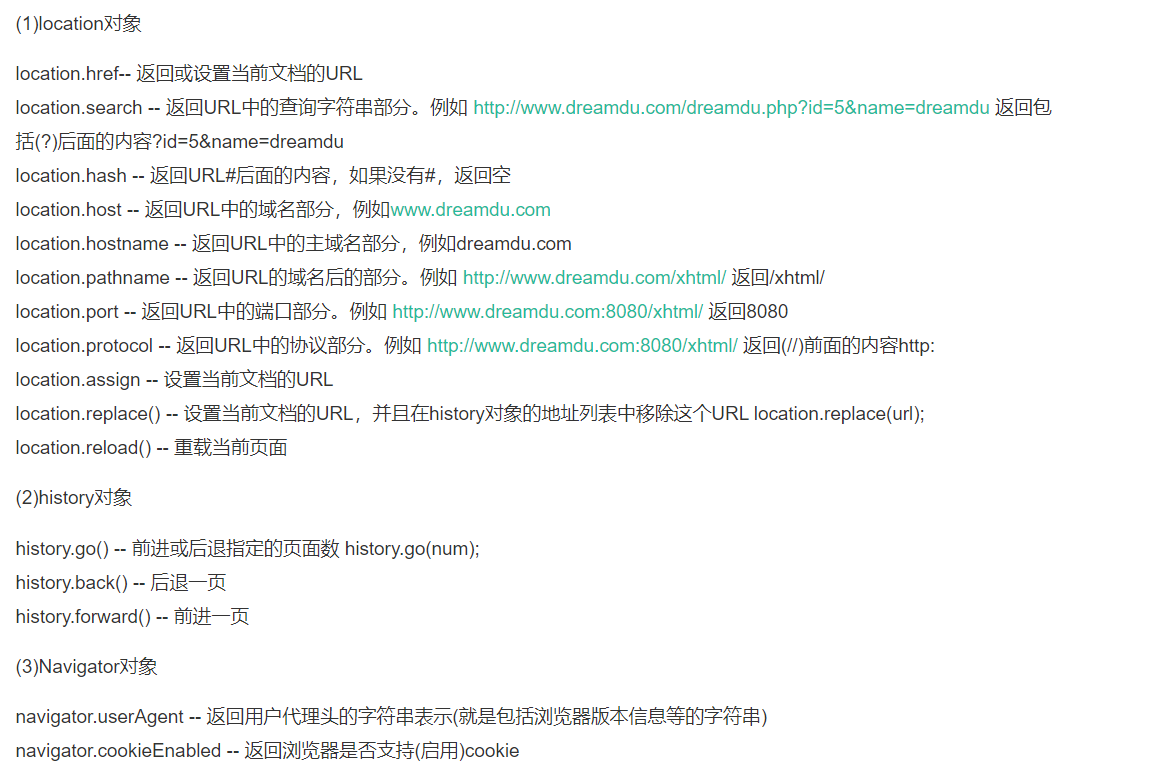 (1)location对象
location.href-- 返回或设置当前文档的URL
location.search -- 返回URL中的查询字符串部分。例如 http://www.dreamdu.com/dreamdu.php?id=5&name=dreamdu 返回包
括(?)后面的内容?id=5&name=dreamdu
location.hash -- 返回URL#后面的内容，如果没有#，返回空
location.host -- 返回URL中的域名部分，例如www.dreamdu.com
location.hostname -- 返回URL中的主域名部分，例如dreamdu.com
location.pathname -- 返回URL的域名后的部分。例如 http://www.dreamdu.com/xhtml/ 返回/xhtml/
location.port -- 返回URL中的端口部分。例如 http://www.dreamdu.com:8080/xhtml/ 返回8080
location.protocol -- 返回URL中的协议部分。例如 http://www.dreamdu.com:8080/xhtml/ 返回(//)前面的内容http:
location.assign -- 设置当前文档的URL
location.replace() -- 设置当前文档的URL，并且在history对象的地址列表中移除这个URL location.replace(url);
location.reload() -- 重载当前页面
(2)history对象
history.go() -- 前进或后退指定的页面数 history.go(num);
history.back() -- 后退一页
history.forward() -- 前进一页
(3)Navigator对象
navigator.userAgent -- 返回用户代理头的字符串表示(就是包括浏览器版本信息等的字符串)
navigator.cookieEnabled -- 返回浏览器是否支持(启用)cookie